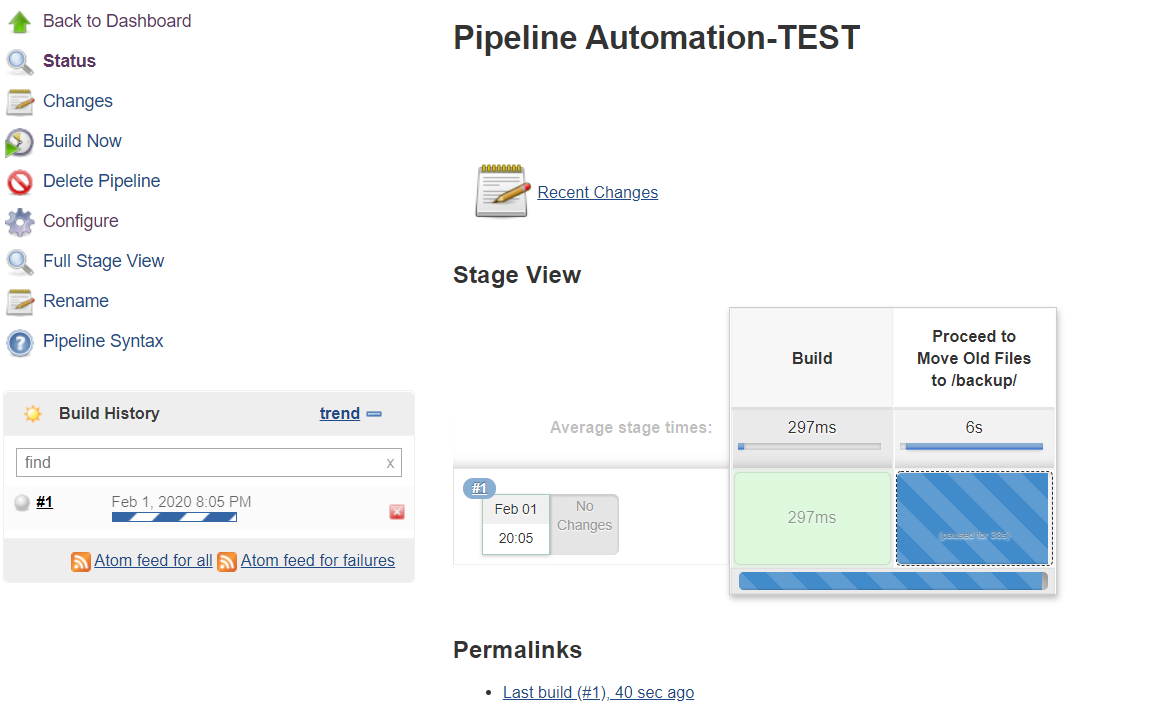 Back to Dashboard
Status
Changes
Build Now
Delete Pipeline
Configure
Full Stage View
Rename
Pipeline Syntax
Build History
trend
find
x
#1
Feb 1, 2020 8:05 PM
Atom feed for all
Atom feed for failures
Pipeline Automation-TEST
Recent Changes
Stage View
Build
Proceed to
Move Old Files
to /backup/
Average stage times:
297ms
6s
#1
Feb 01
20:05
No
Changes
297ms
(paused for 38s)
Permalinks
Last build (#1), 40 sec ago